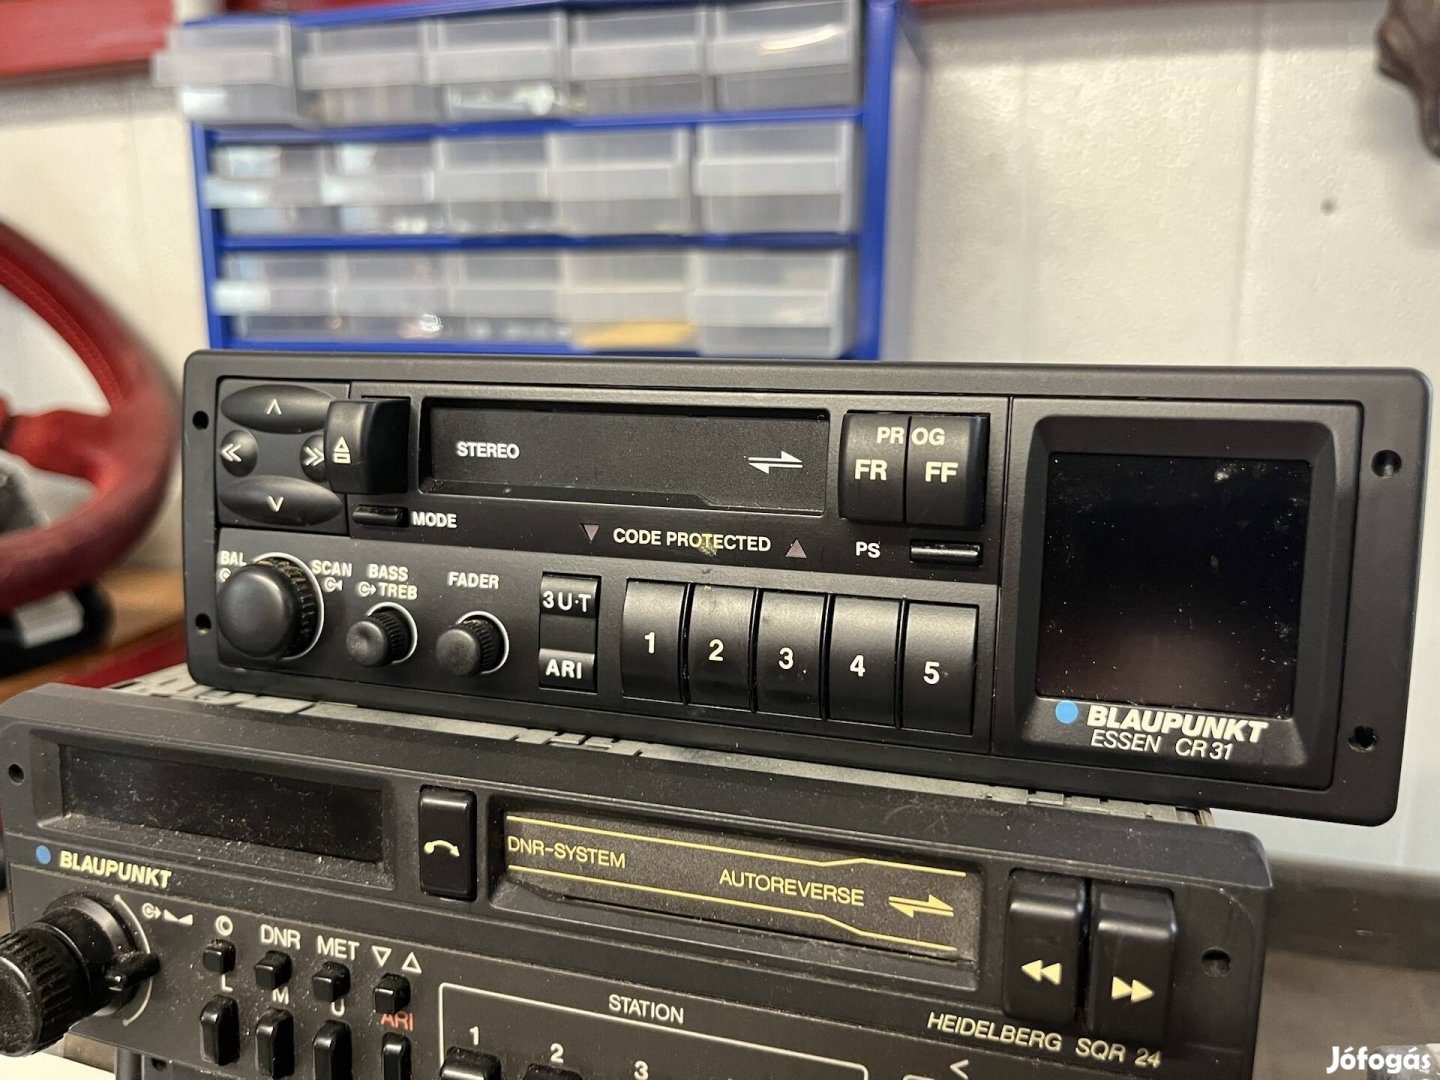 STEREO
PROG
FR FF
MODE
CODE PROTECTED
PS
BAL
SCAN
BASS
TREB
FADER
3U·T
ARI
1 2 3 4 5
BLAUPUNKT
ESSEN CR 31
BLAUPUNKT
DNR-SYSTEM
AUTOREVERSE
DNR MET
L M U ARI
STATION
1 2 3
HEIDELBERG SQR 24
Jófogás